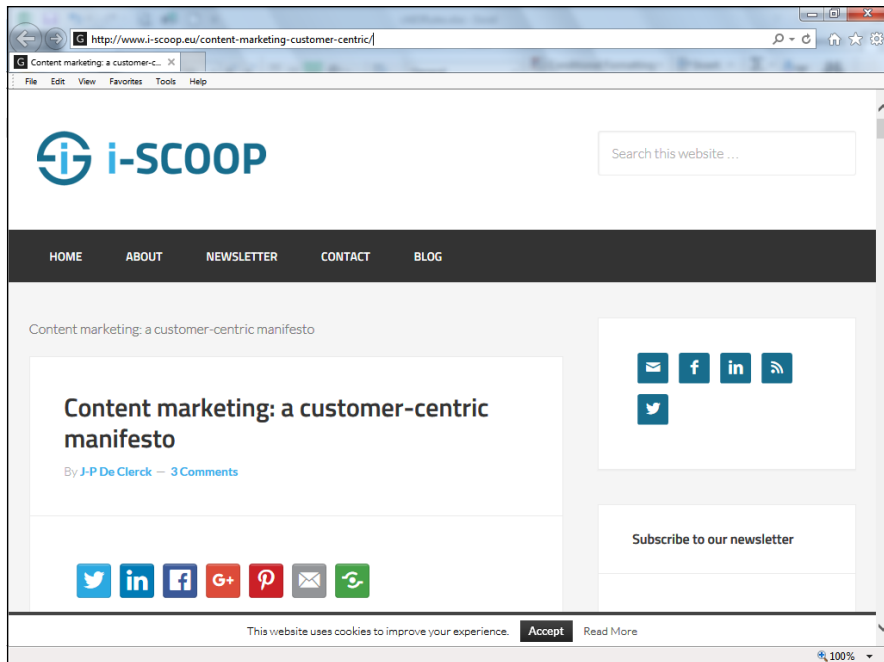 http://www.i-scoop.eu/content-marketing-customer-centric/
Content marketing: a customer-c...
File Edit View Favorites Tools Help
i-SCOOP
Search this website ...
HOME ABOUT NEWSLETTER CONTACT BLOG
Content marketing: a customer-centric manifesto
Content marketing: a customer-centric
manifesto
By J-P De Clerck — 3 Comments
Subscribe to our newsletter
This website uses cookies to improve your experience. Accept Read More
100%